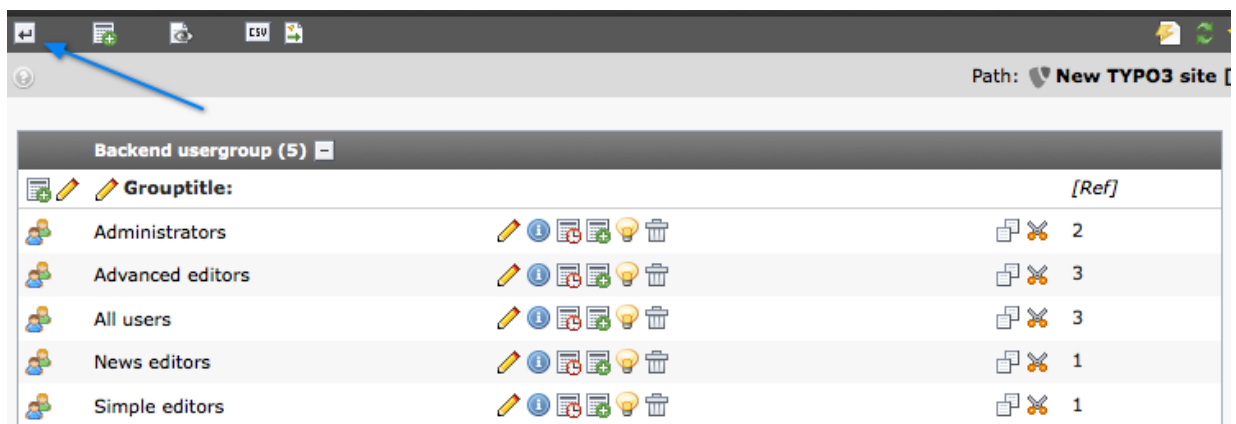 CSV
Path: New TYPO3 site [
Backend usergroup (5)
Grouptitle: [Ref]
Administrators 2
Advanced editors 3
All users 3
News editors 1
Simple editors 1